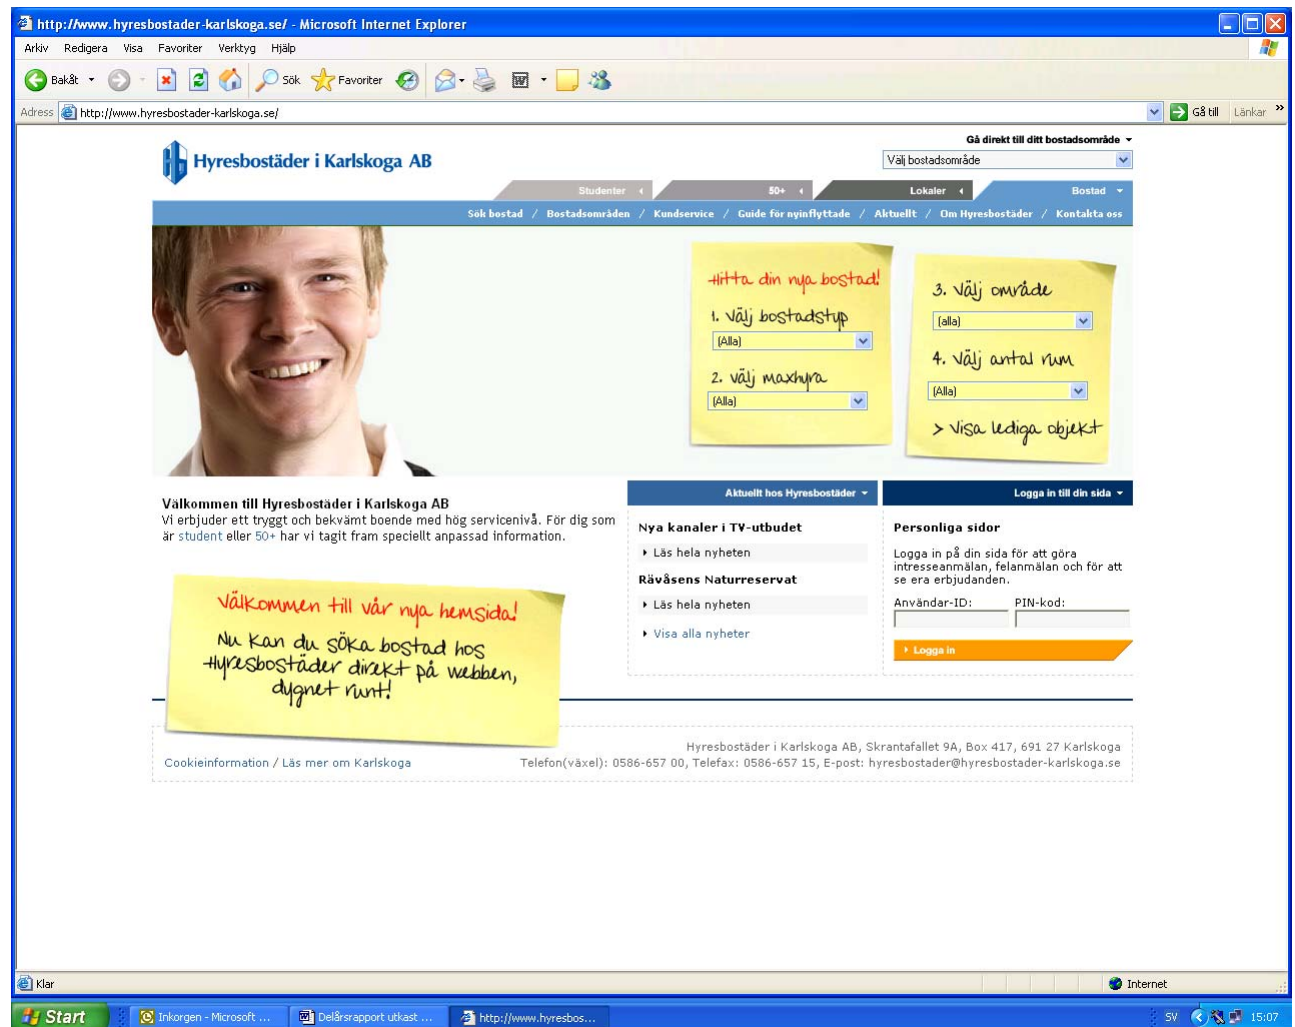 http://www.hyresbostader-karlskoga.se/ - Microsoft Internet Explorer
Arkiv Redigera Visa Favoriter Verktyg Hjälp
Bakåt Sök Favoriter
Adress http://www.hyresbostader-karlskoga.se/ Gå till Länkar »
Gå direkt till ditt bostadsområde
Hyresbostäder i Karlskoga AB
Välj bostadsområde
Studenter 50+ Lokaler Bostad
Sök bostad / Bostadsområden / Kundservice / Guide för nyinflyttade / Aktuellt / Om Hyresbostäder / Kontakta oss
Hitta din nya bostad!
1. Välj bostadstyp
(Alla)
2. Välj maxhyra
(Alla)
3. Välj område
(alla)
4. Välj antal rum
(Alla)
> Visa lediga objekt
Välkommen till Hyresbostäder i Karlskoga AB
Vi erbjuder ett tryggt och bekvämt boende med hög servicenivå. För dig som
är student eller 50+ har vi tagit fram speciellt anpassad information.
Välkommen till vår nya hemsida!
Nu kan du söka bostad hos
Hyresbostäder direkt på webben,
dygnet runt!
Aktuellt hos Hyresbostäder
Nya kanaler i TV-utbudet
Läs hela nyheten
Rävåsens Naturreservat
Läs hela nyheten
Visa alla nyheter
Logga in till din sida
Personliga sidor
Logga in på din sida för att göra
intresseanmälan, felanmälan och för att
se era erbjudanden.
Användar-ID: PIN-kod:
Logga in
Hyresbostäder i Karlskoga AB, Skrantafallet 9A, Box 417, 691 27 Karlskoga
Cookieinformation / Läs mer om Karlskoga Telefon(växel): 0586-657 00, Telefax: 0586-657 15, E-post: hyresbostader@hyresbostader-karlskoga.se
Klar Internet
Start Inkorgen - Microsoft ... Delårsrapport utkast ... http://www.hyresbos... SV 15:07